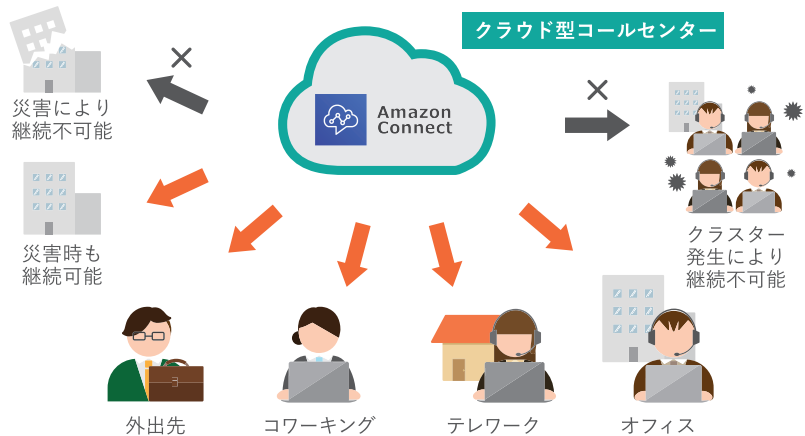 クラウド型コールセンター
Amazon
Connect
災害により
継続不可能
災害時も
継続可能
クラスター
発生により
継続不可能
外出先
コワーキング
テレワーク
オフィス